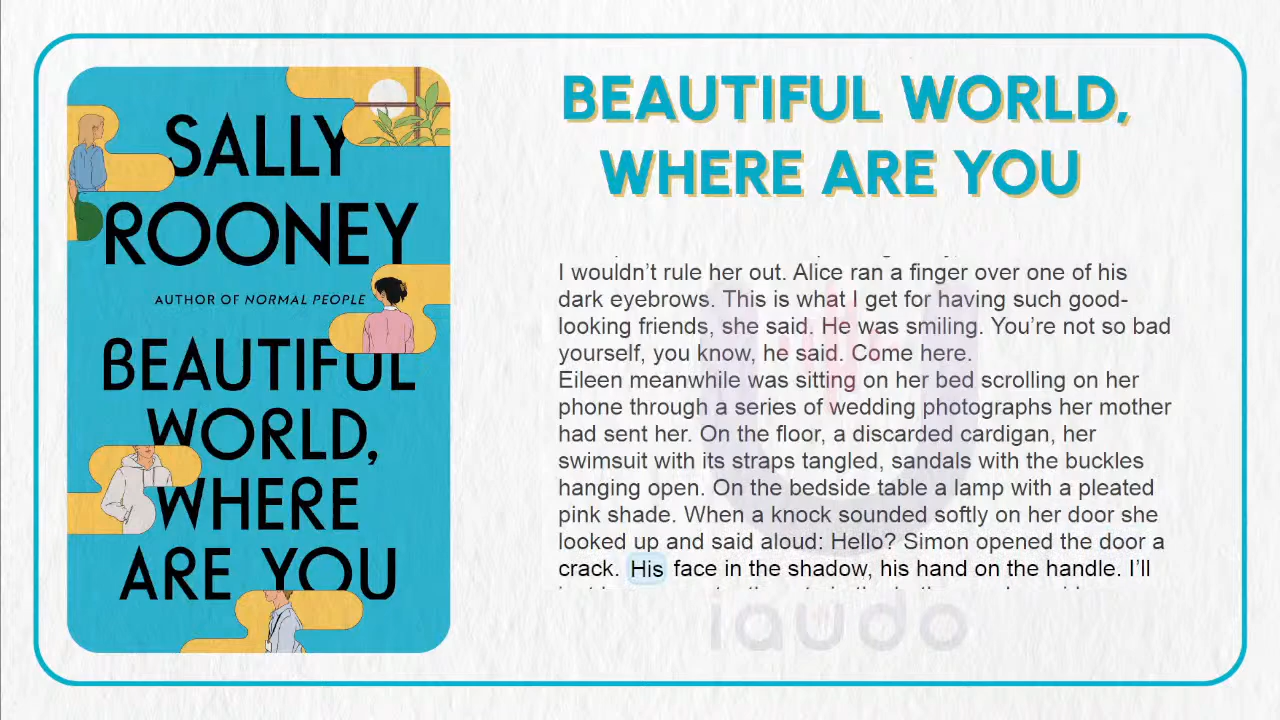 SALLY
ROONEY
AUTHOR OF NORMAL PEOPLE
BEAUTIFUL
WORLD,
WHERE
ARE YOU
BEAUTIFUL WORLD,
WHERE ARE YOU
I wouldn’t rule her out. Alice ran a finger over one of his
dark eyebrows. This is what I get for having such good-
looking friends, she said. He was smiling. You’re not so bad
yourself, you know, he said. Come here.
Eileen meanwhile was sitting on her bed scrolling on her
phone through a series of wedding photographs her mother
had sent her. On the floor, a discarded cardigan, her
swimsuit with its straps tangled, sandals with the buckles
hanging open. On the bedside table a lamp with a pleated
pink shade. When a knock sounded softly on her door she
looked up and said aloud: Hello? Simon opened the door a
crack. His face in the shadow, his hand on the handle. I’ll
iaudo